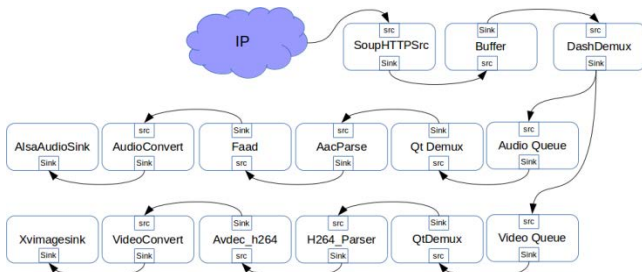 IP
src
SoupHTTPSrc
Sink
Sink
Buffer
src
src
DashDemux
Sink
AlsaAudioSink
Sink
src
AudioConvert
Sink
Sink
Faad
src
src
AacParse
Sink
Sink
Qt Demux
src
src
Audio Queue
Sink
Xvimagesink
Sink
src
VideoConvert
Sink
Sink
Avdec_h264
src
src
H264_Parser
Sink
Sink
QtDemux
src
src
Video Queue
Sink